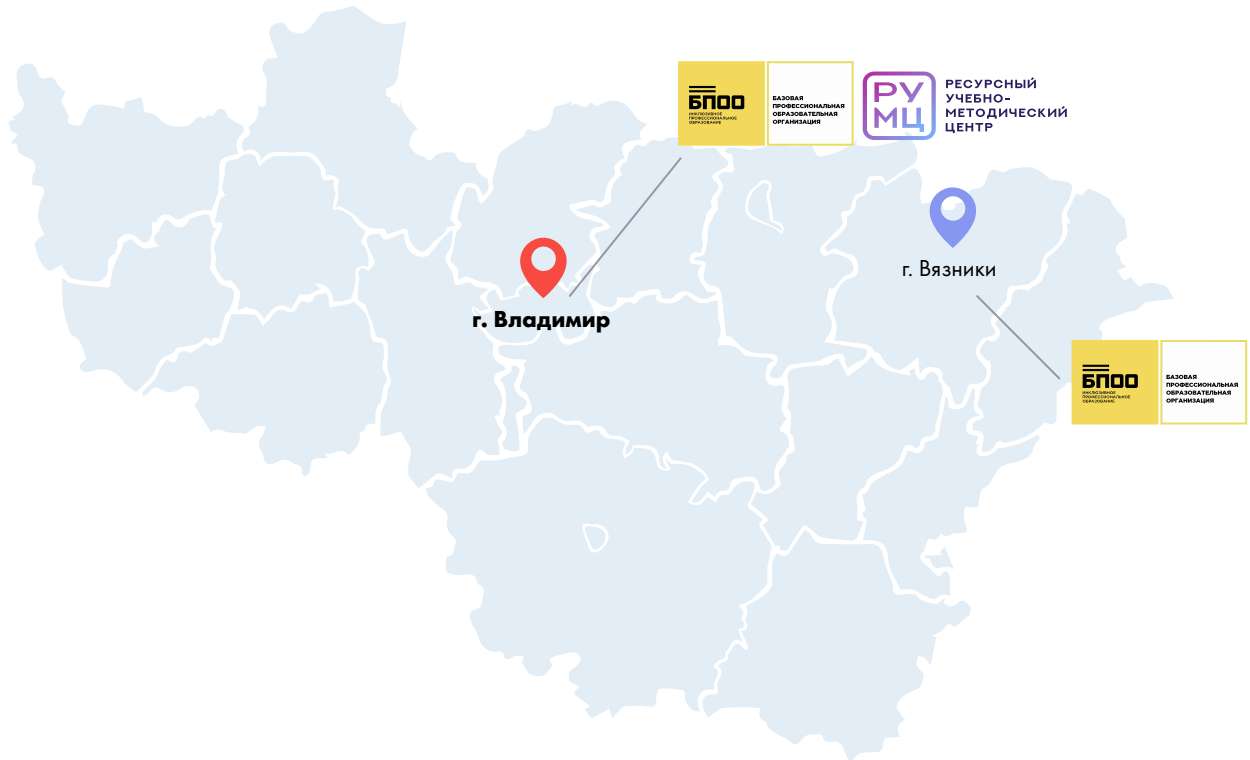 БПОО
ИНКЛЮЗИВНОЕ
ПРОФЕССИОНАЛЬНОЕ
ОБРАЗОВАНИЕ
БАЗОВАЯ
ПРОФЕССИОНАЛЬНАЯ
ОБРАЗОВАТЕЛЬНАЯ
ОРГАНИЗАЦИЯ
РУ
МЦ
РЕСУРСНЫЙ
УЧЕБНО-
МЕТОДИЧЕСКИЙ
ЦЕНТР
г. Вязники
г. Владимир
БПОО
ИНКЛЮЗИВНОЕ
ПРОФЕССИОНАЛЬНОЕ
ОБРАЗОВАНИЕ
БАЗОВАЯ
ПРОФЕССИОНАЛЬНАЯ
ОБРАЗОВАТЕЛЬНАЯ
ОРГАНИЗАЦИЯ